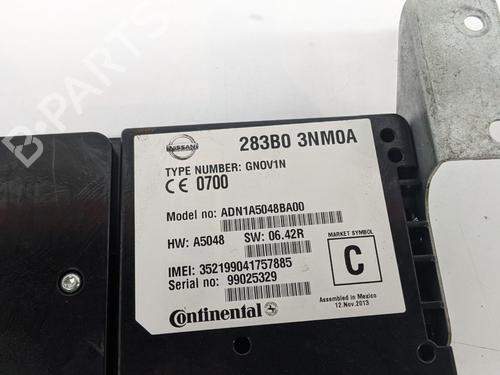 NISSAN
283B0 3NM0A
TYPE NUMBER: GNOV1N
CE 0700
Model no: ADN1A5048BA00
HW: A5048 SW: 06.42R
MARKET SYMBOL
C
IMEI: 352199041757885
Serial no: 99025329
Assembled in Mexico
12.Nov.2013
Continental
B-PARTS